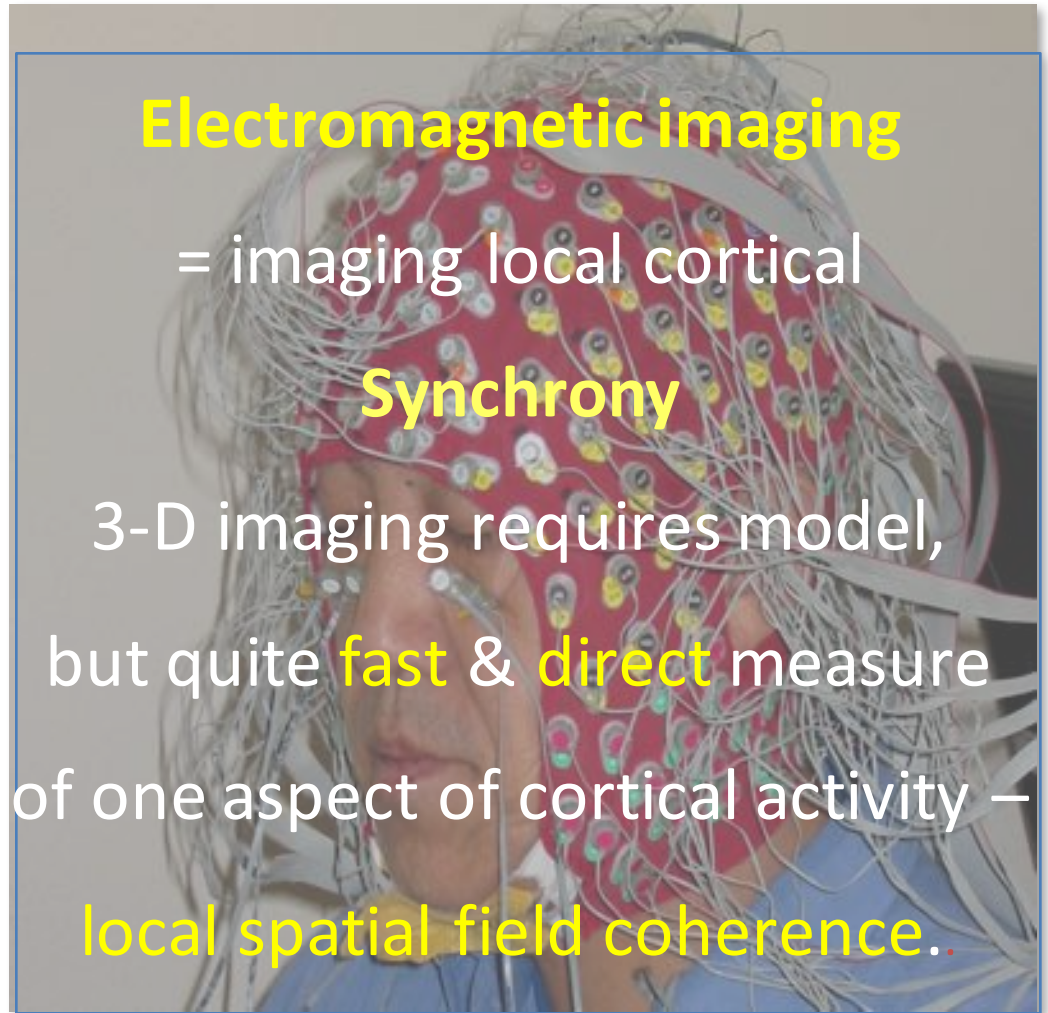 Electromagnetic imaging
= imaging local cortical
Synchrony
3-D imaging requires model,
but quite fast & direct measure
of one aspect of cortical activity –
local spatial field coherence..